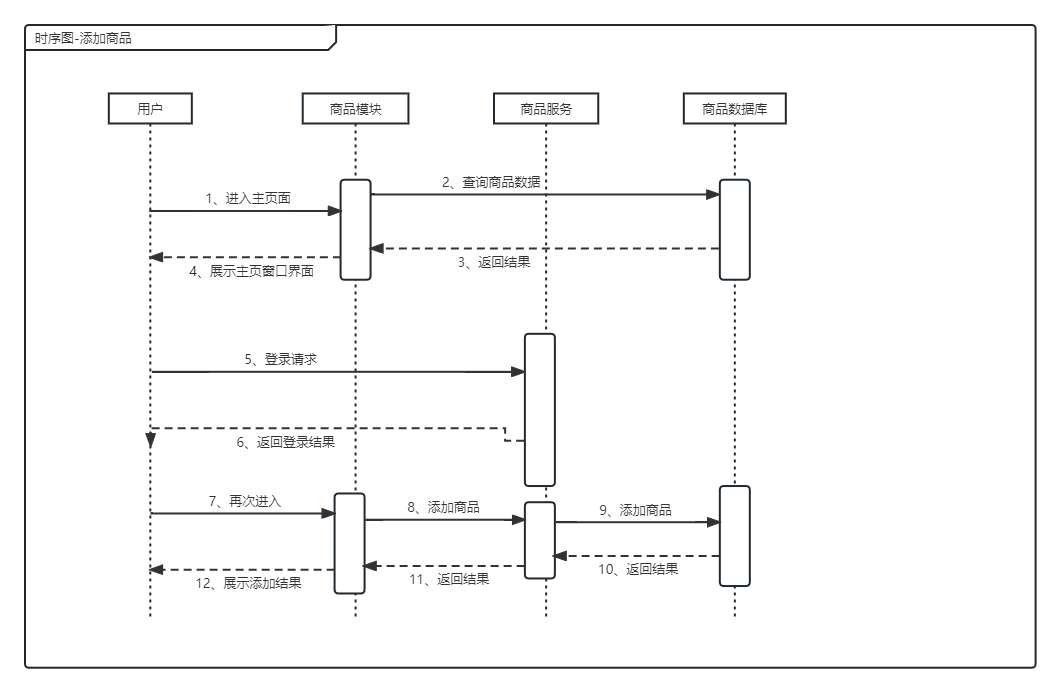 时序图-添加商品
用户
商品模块
商品服务
商品数据库
1、进入主页面
2、查询商品数据
3、返回结果
4、展示主页窗口界面
5、登录请求
6、返回登录结果
7、再次进入
8、添加商品
9、添加商品
10、返回结果
11、返回结果
12、展示添加结果